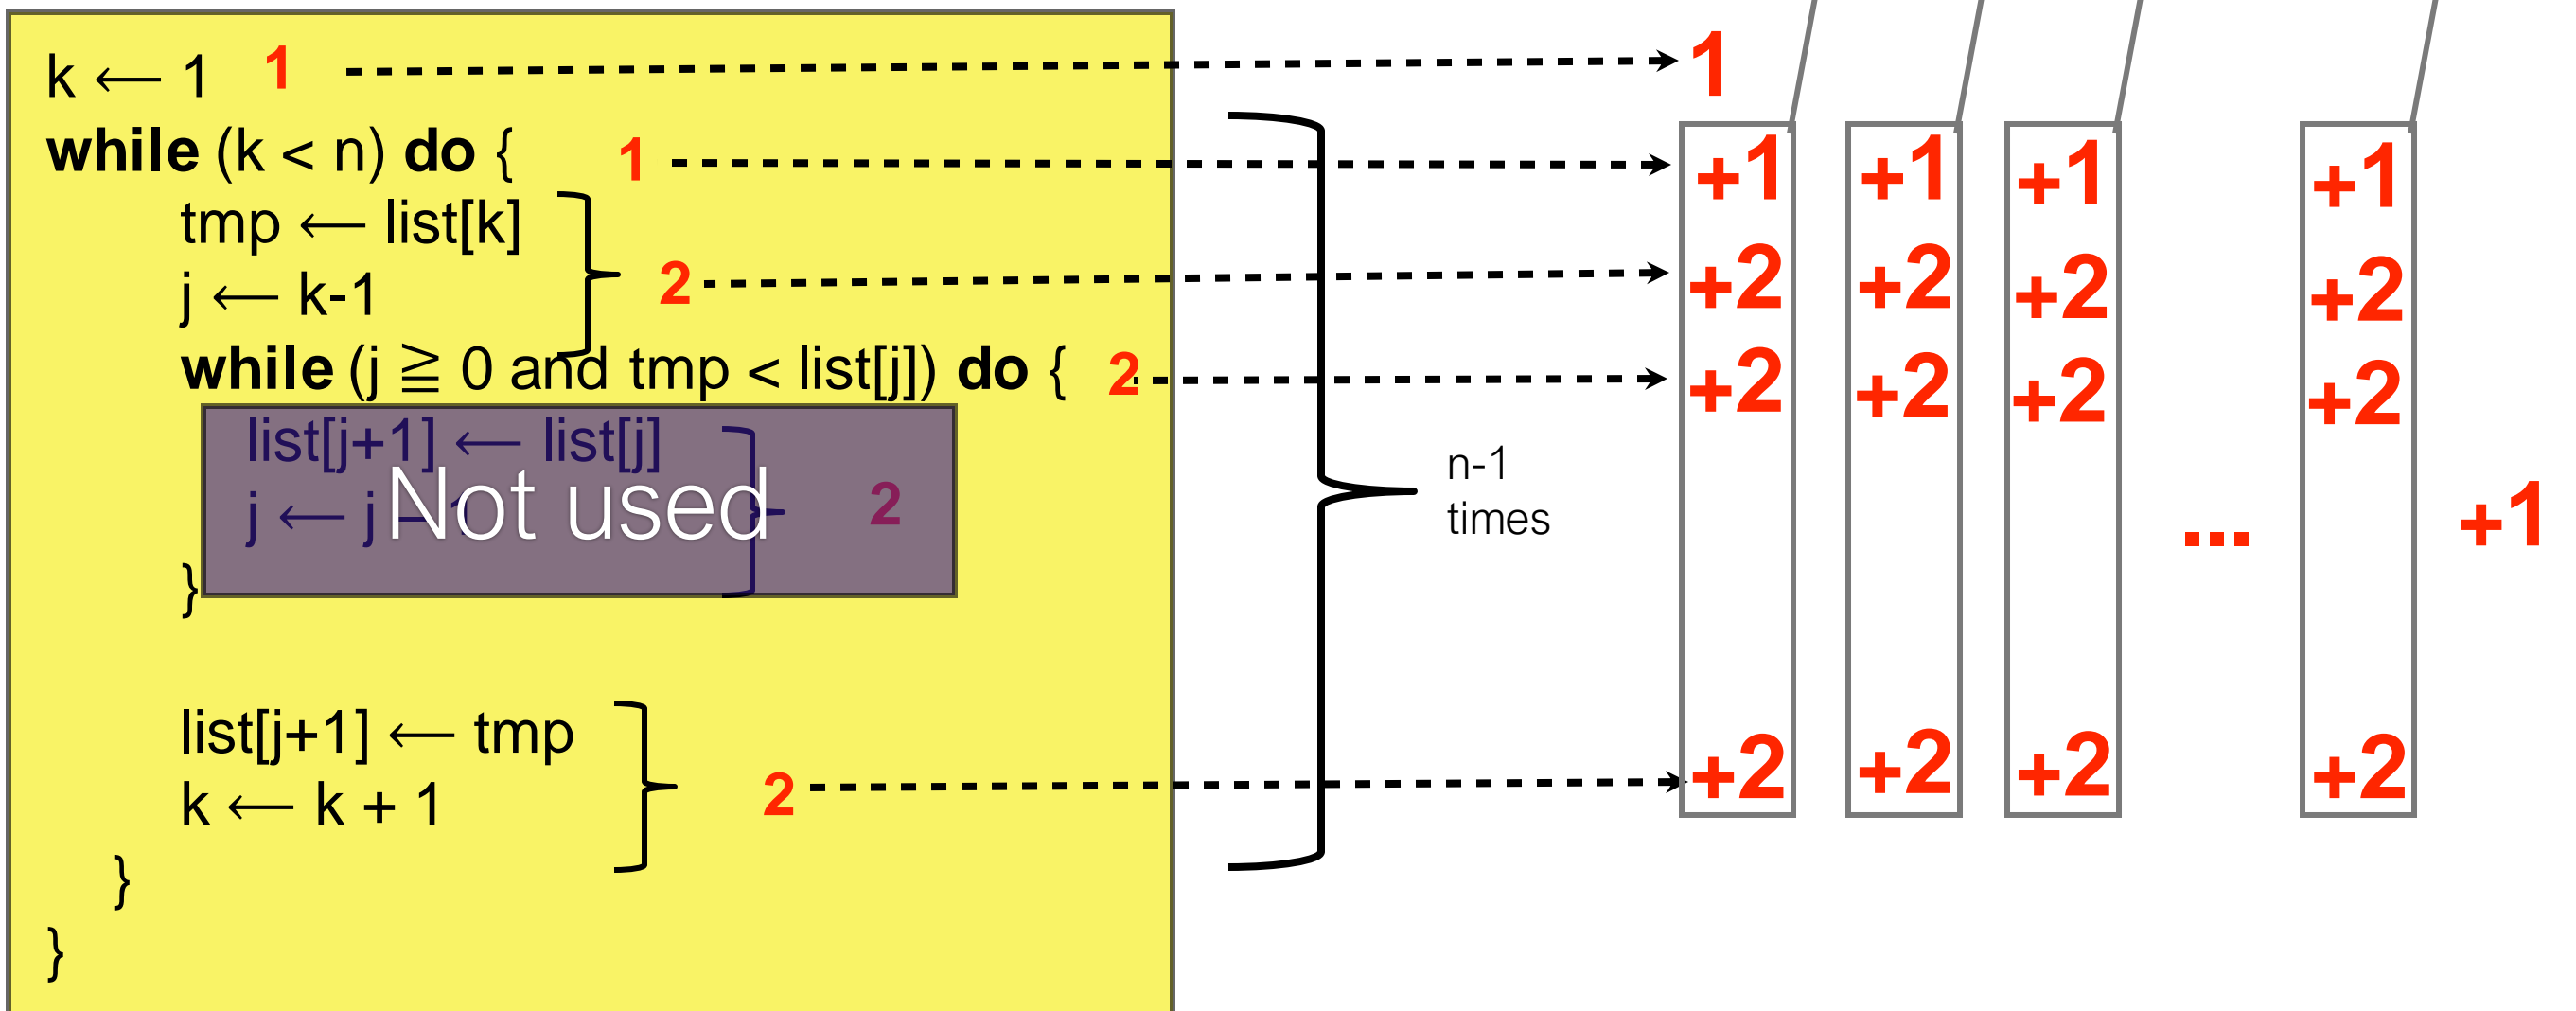 k ⟵ 1 1 1
while (k < n) do { 1 +1 +1 +1 +1
tmp ⟵ list[k]
j ⟵ k-1 2 +2 +2 +2 +2
while (j ≧ 0 and tmp < list[j]) do { 2 +2 +2 +2 +2
list[j+1] ⟵ list[j]
j ⟵ j – 1 2
Not used
n-1
times
... +1
}
list[j+1] ⟵ tmp
k ⟵ k + 1 2 +2 +2 +2 +2
}
}